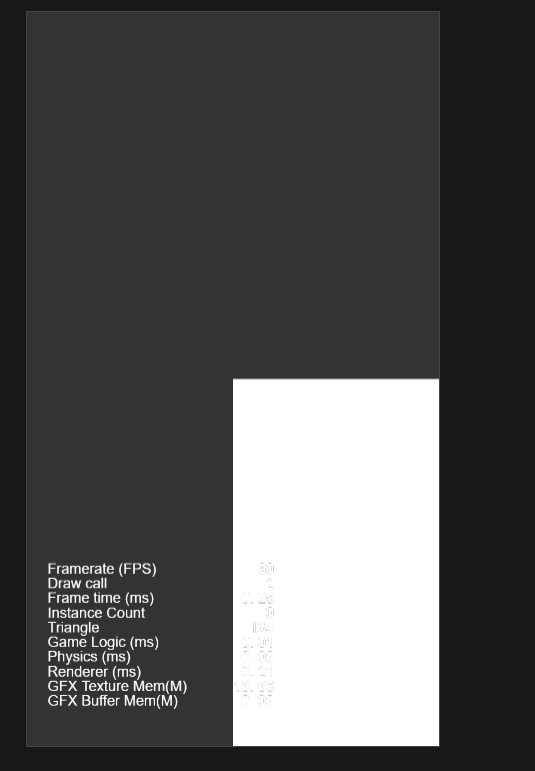 Framerate (FPS)
Draw call
Frame time (ms)
Instance Count 0
Triangle
Game Logic (ms)
Physics (ms)
Renderer (ms)
GFX Texture Mem(M)
GFX Buffer Mem(M)